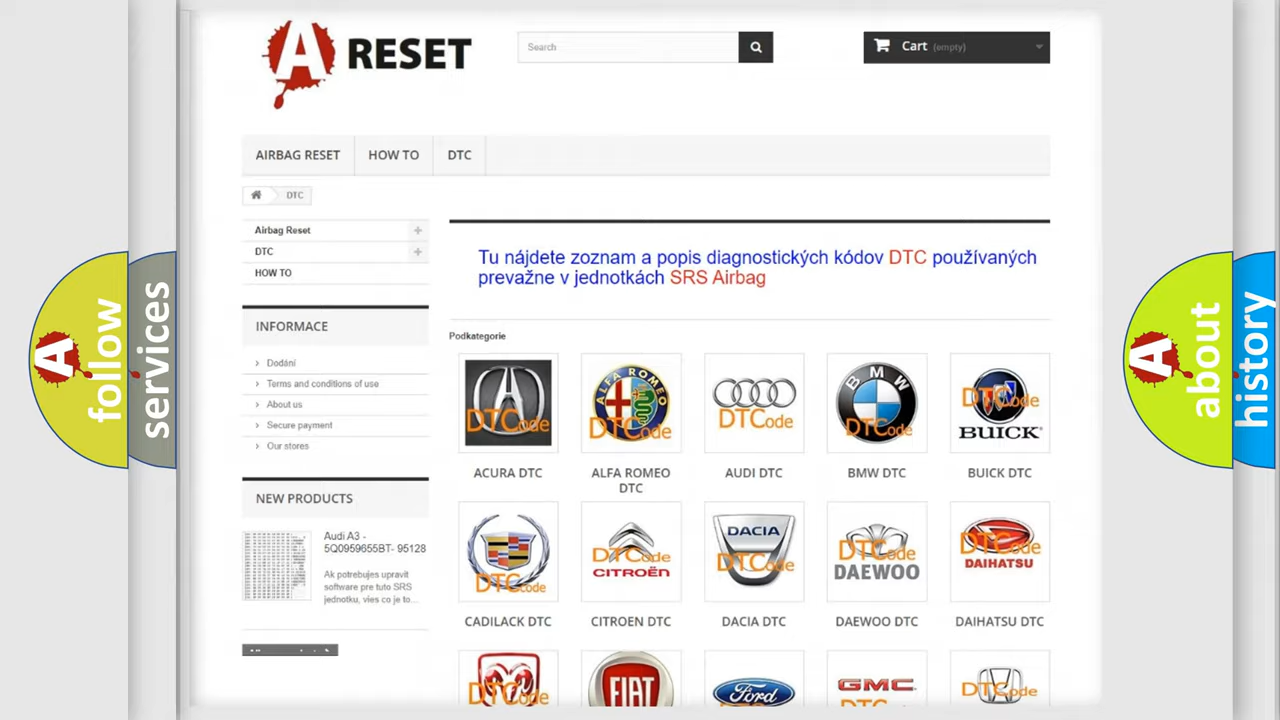 A RESET
Search
Cart (empty)
AIRBAG RESET
HOW TO
DTC
DTC
Airbag Reset
DTC
HOW TO
INFORMACE
Dodání
Terms and conditions of use
About us
Secure payment
Our stores
NEW PRODUCTS
Audi A3 -
5Q0959655BT- 95128
Ak potrebujes upravit
software pre tuto SRS
jednotku, vies co je to...
Tu nájdete zoznam a popis diagnostických kódov DTC používaných
prevažne v jednotkách SRS Airbag
Podkategorie
DTCode
ALFA ROMEO
DTCode
DTCode
BMW
DTCode
DTCode
BUICK
ACURA DTC
ALFA ROMEO
DTC
AUDI DTC
BMW DTC
BUICK DTC
DTCode
DTCode
CITROËN
DACIA
DTCode
DTCode
DAEWOO
DTCode
DAIHATSU
CADILACK DTC
CITROEN DTC
DACIA DTC
DAEWOO DTC
DAIHATSU DTC
DTCode
FIAT
Ford
GMC
DTCode
A follow
services
A about
history